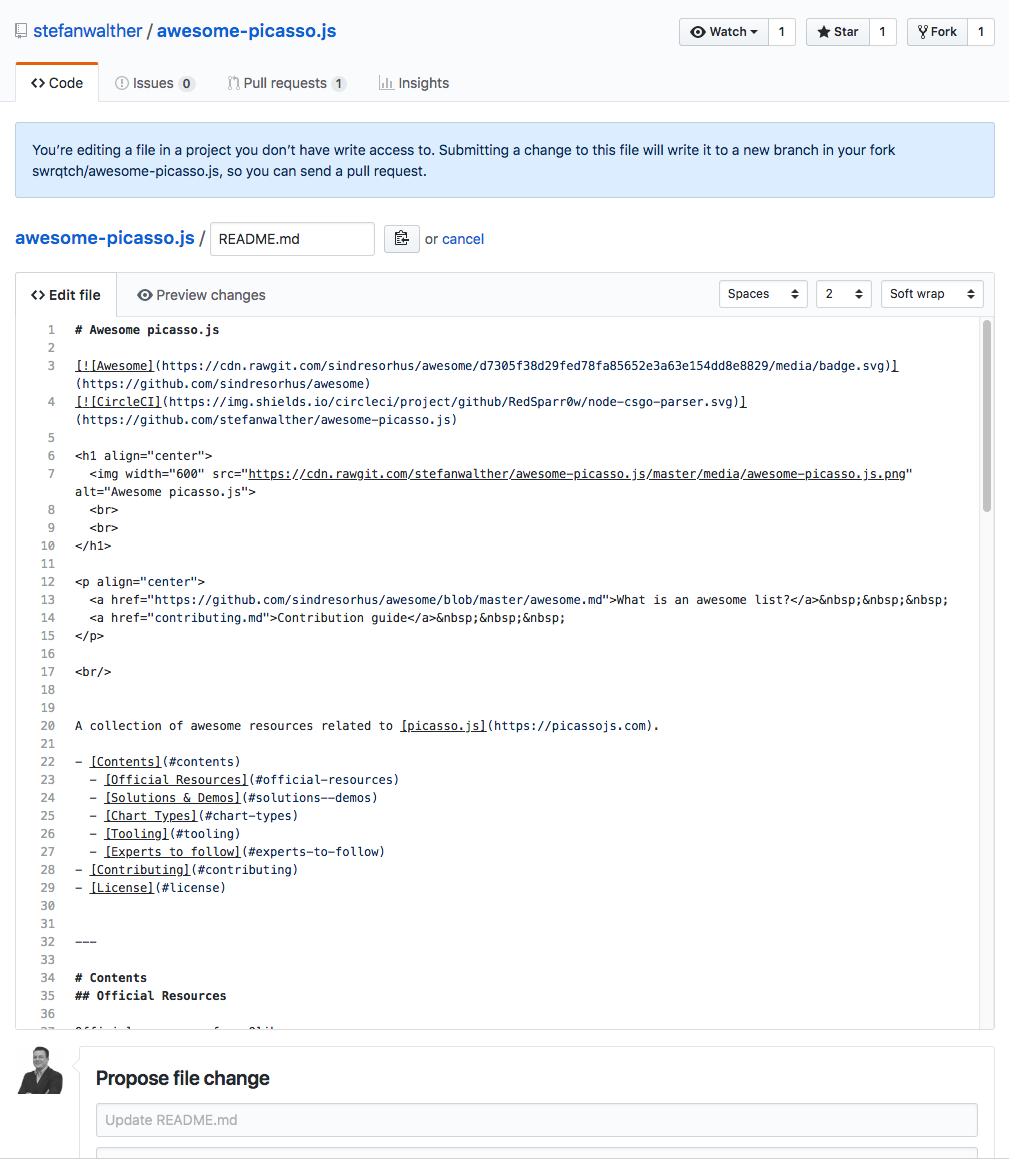 stefanwalther / awesome-picasso.js
Watch 1 Star 1 Fork 1
Code Issues 0 Pull requests 1 Insights
You’re editing a file in a project you don’t have write access to. Submitting a change to this file will write it to a new branch in your fork
swrqtch/awesome-picasso.js, so you can send a pull request.
awesome-picasso.js / README.md or cancel
Edit file Preview changes Spaces 2 Soft wrap
1 # Awesome picasso.js
2
3 [![Awesome](https://cdn.rawgit.com/sindresorhus/awesome/d7305f38d29fed78fa85652e3a63e154dd8e8829/media/badge.svg)]
(https://github.com/sindresorhus/awesome)
4 [![CircleCI](https://img.shields.io/circleci/project/github/RedSparr0w/node-csgo-parser.svg)]
(https://github.com/stefanwalther/awesome-picasso.js)
5
6 <h1 align="center">
7 <img width="600" src="https://cdn.rawgit.com/stefanwalther/awesome-picasso.js/master/media/awesome-picasso.js.png"
alt="Awesome picasso.js">
8 <br>
9 <br>
10 </h1>
11
12 <p align="center">
13 <a href="https://github.com/sindresorhus/awesome/blob/master/awesome.md">What is an awesome list?</a>&nbsp;&nbsp;&nbsp;
14 <a href="contributing.md">Contribution guide</a>&nbsp;&nbsp;&nbsp;
15 </p>
16
17 <br/>
18
19
20 A collection of awesome resources related to [picasso.js](https://picassojs.com).
21
22 - [Contents](#contents)
23 - [Official Resources](#official-resources)
24 - [Solutions & Demos](#solutions--demos)
25 - [Chart Types](#chart-types)
26 - [Tooling](#tooling)
27 - [Experts to follow](#experts-to-follow)
28 - [Contributing](#contributing)
29 - [License](#license)
30
31
32 ---
33
34 # Contents
35 ## Official Resources
36
Propose file change
Update README.md